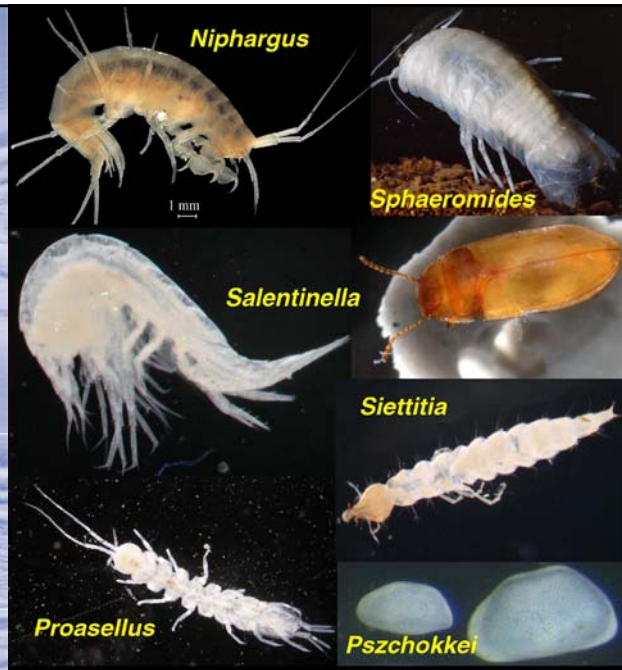 Niphargus
1 mm
Sphaeromides
Salentinella
Siettitia
Proasellus
Pszchokkei